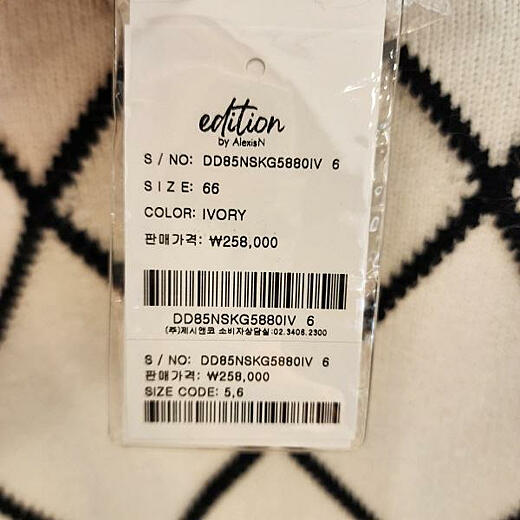 edition
by AlexisN
S / NO: DD85NSKG5880IV 6
SIZE: 66
COLOR: IVORY
판매가격: ₩258,000
DD85NSKG5880IV 6
(주)제시앤코 소비자상담실:02.3406.2300
S / NO: DD85NSKG5880IV 6
판매가격: ₩258,000
SIZE CODE: 5,6